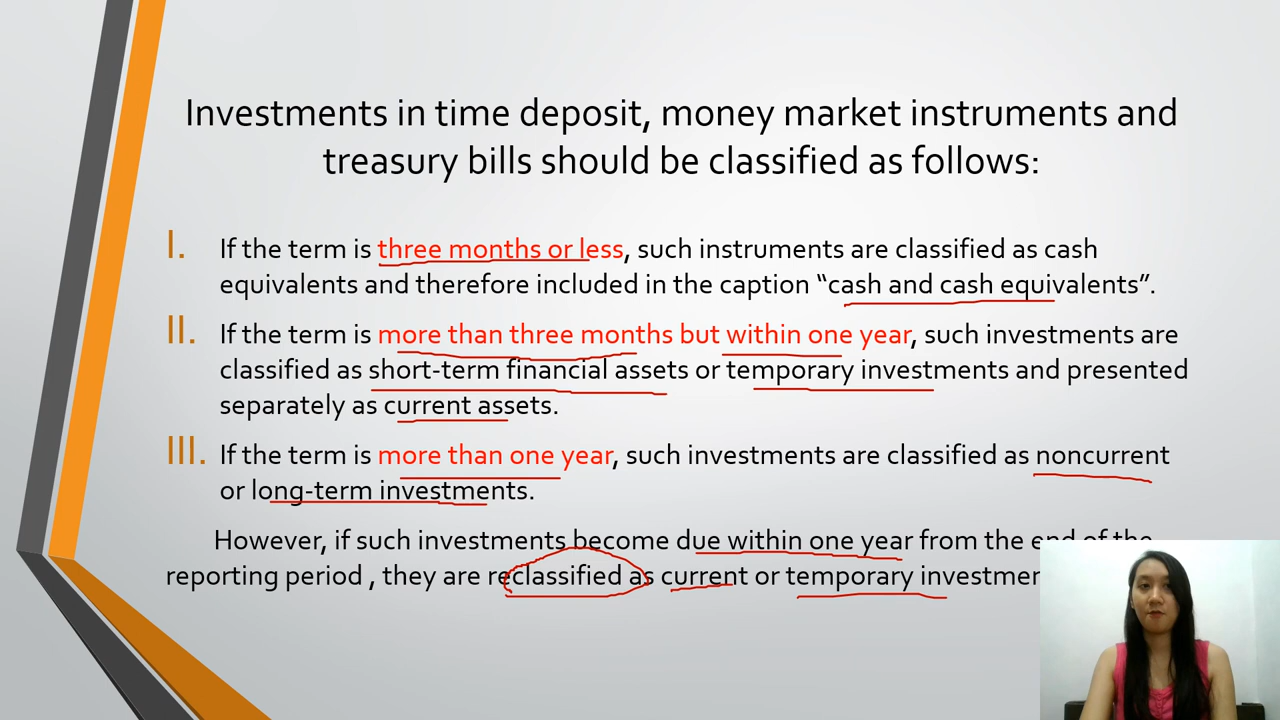 Investments in time deposit, money market instruments and
treasury bills should be classified as follows:
I. If the term is three months or less, such instruments are classified as cash
equivalents and therefore included in the caption “cash and cash equivalents”.
II. If the term is more than three months but within one year, such investments are
classified as short-term financial assets or temporary investments and presented
separately as current assets.
III. If the term is more than one year, such investments are classified as noncurrent
or long-term investments.
However, if such investments become due within one year from the end of the
reporting period , they are reclassified as current or temporary